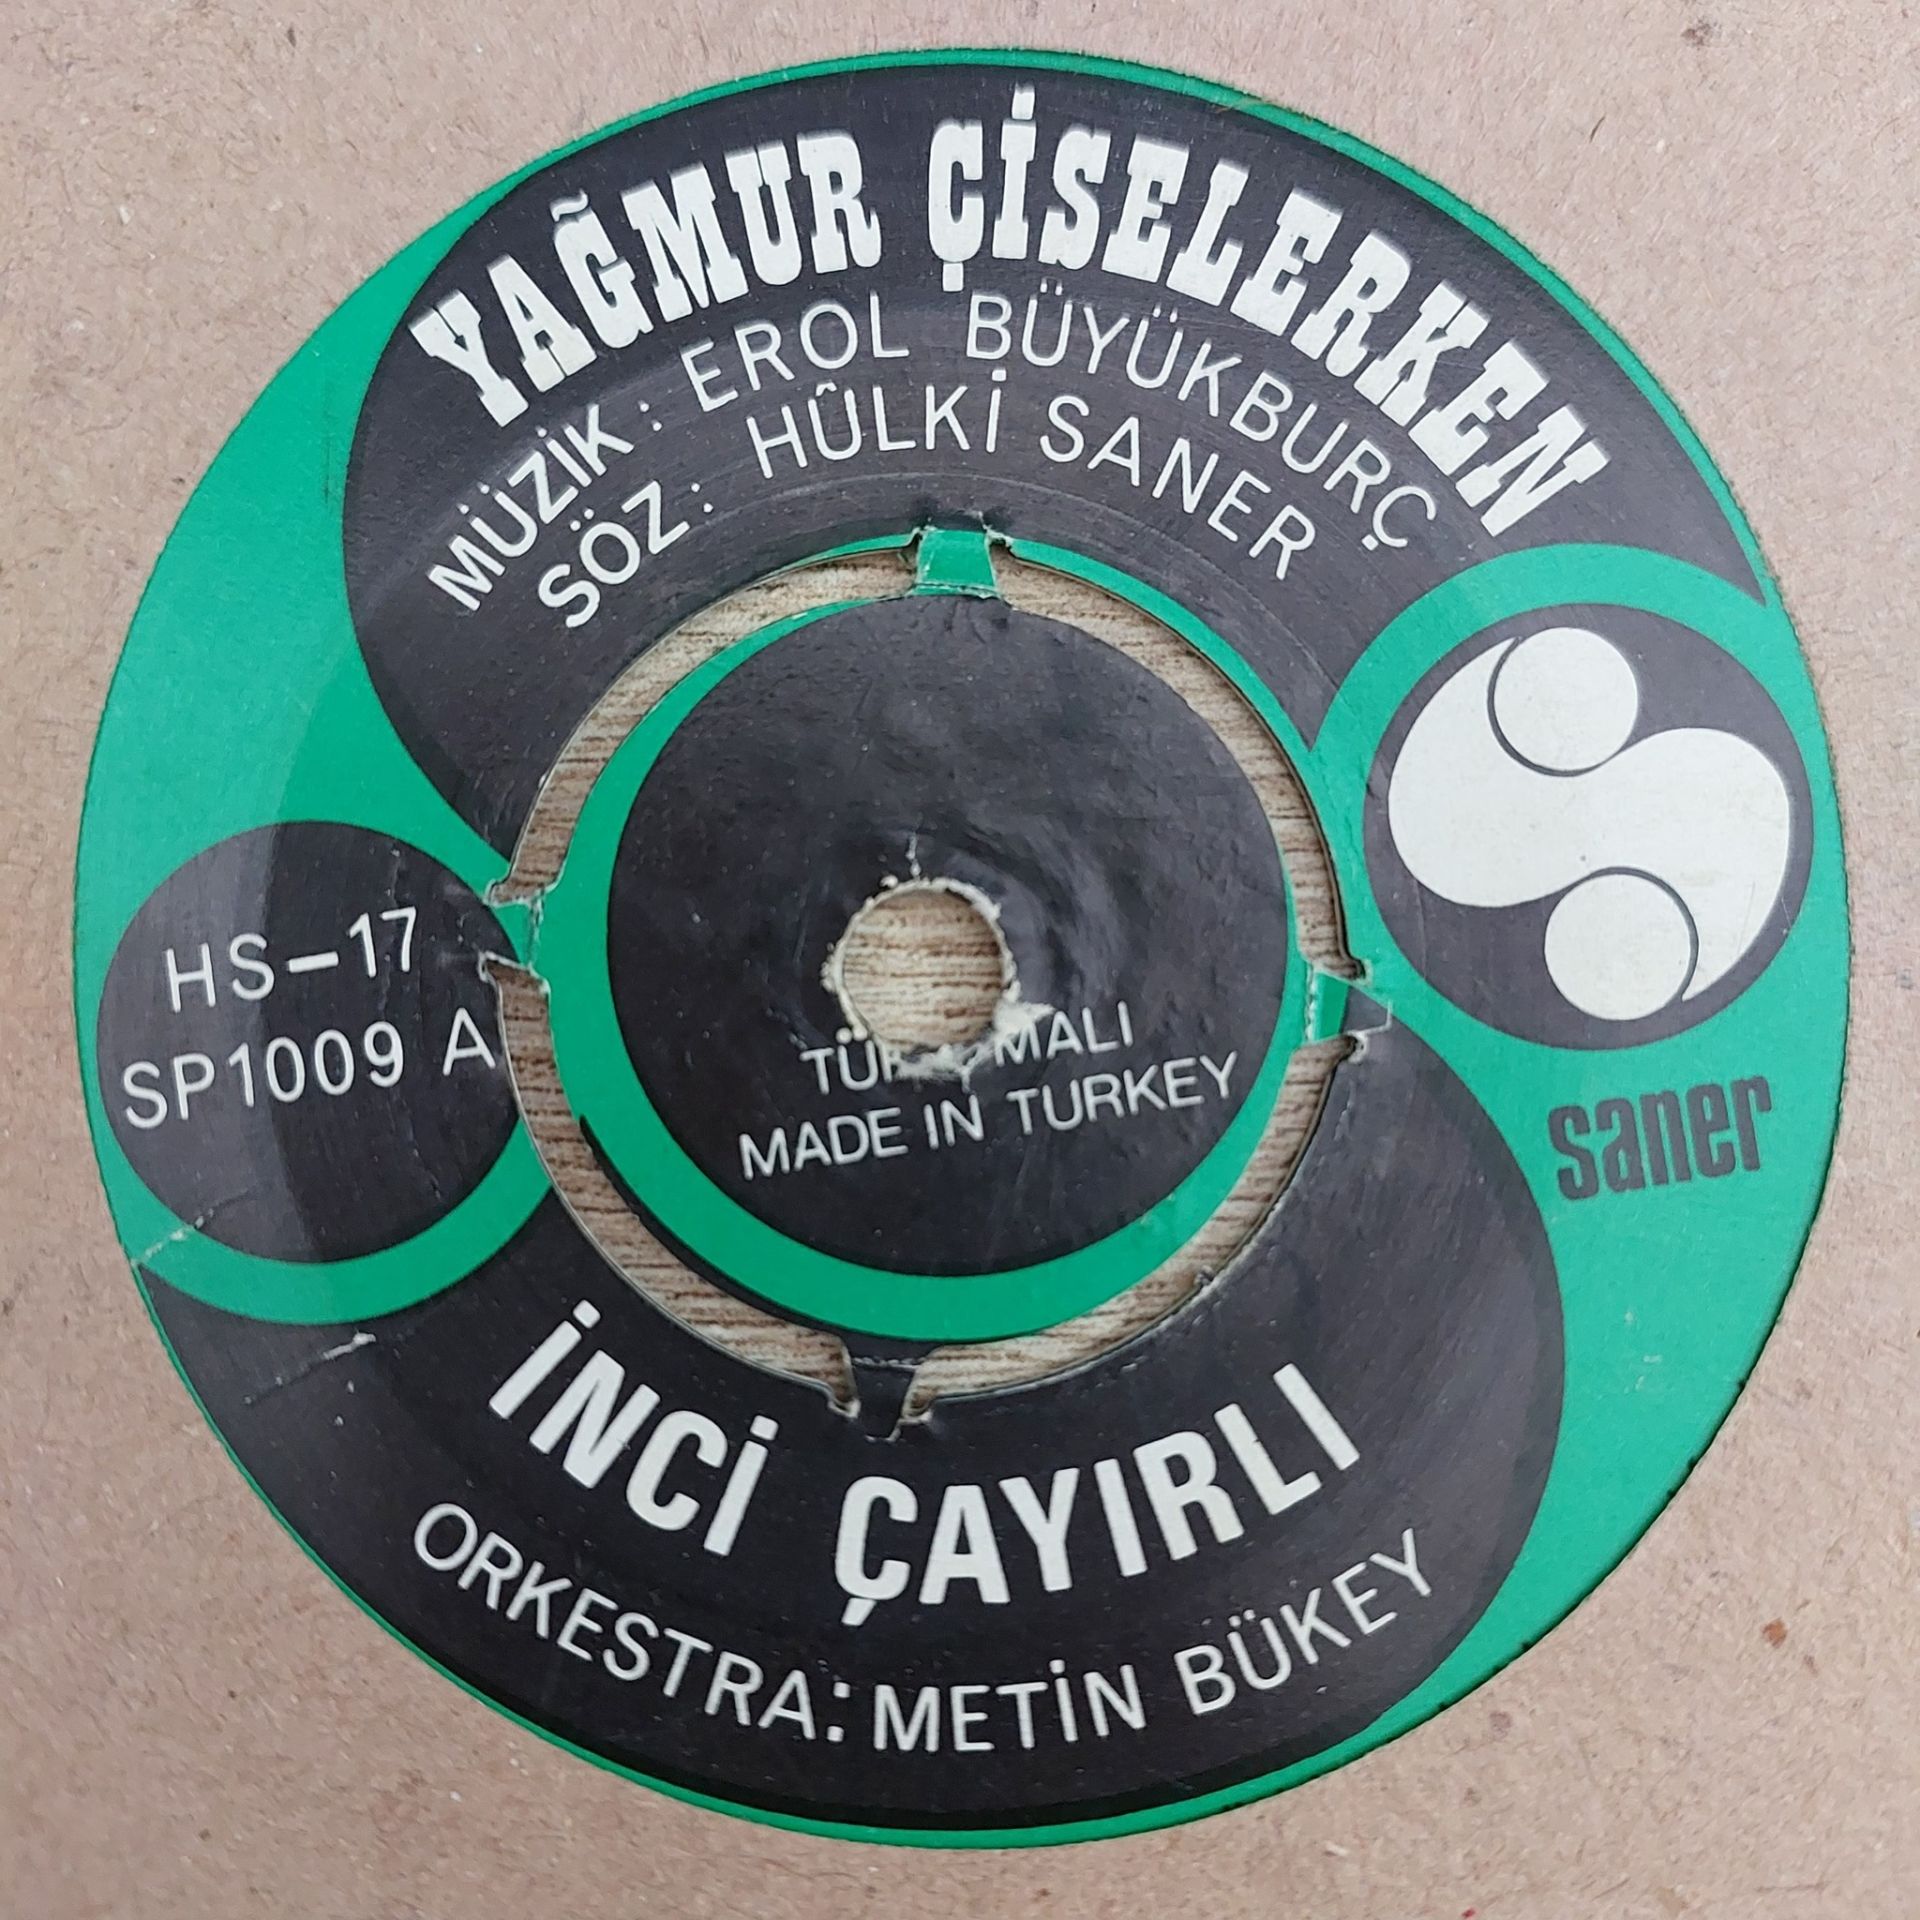 YAĞMUR ÇİSELERKEN
MÜZİK: EROL BÜYÜKBURÇ
SÖZ: HÛLKİ SANER
HS-17
SP1009 A
saner
MALI
MADE IN TURKEY
İNCİ ÇAYIRLI
ORKESTRA: METİN BÜKEY